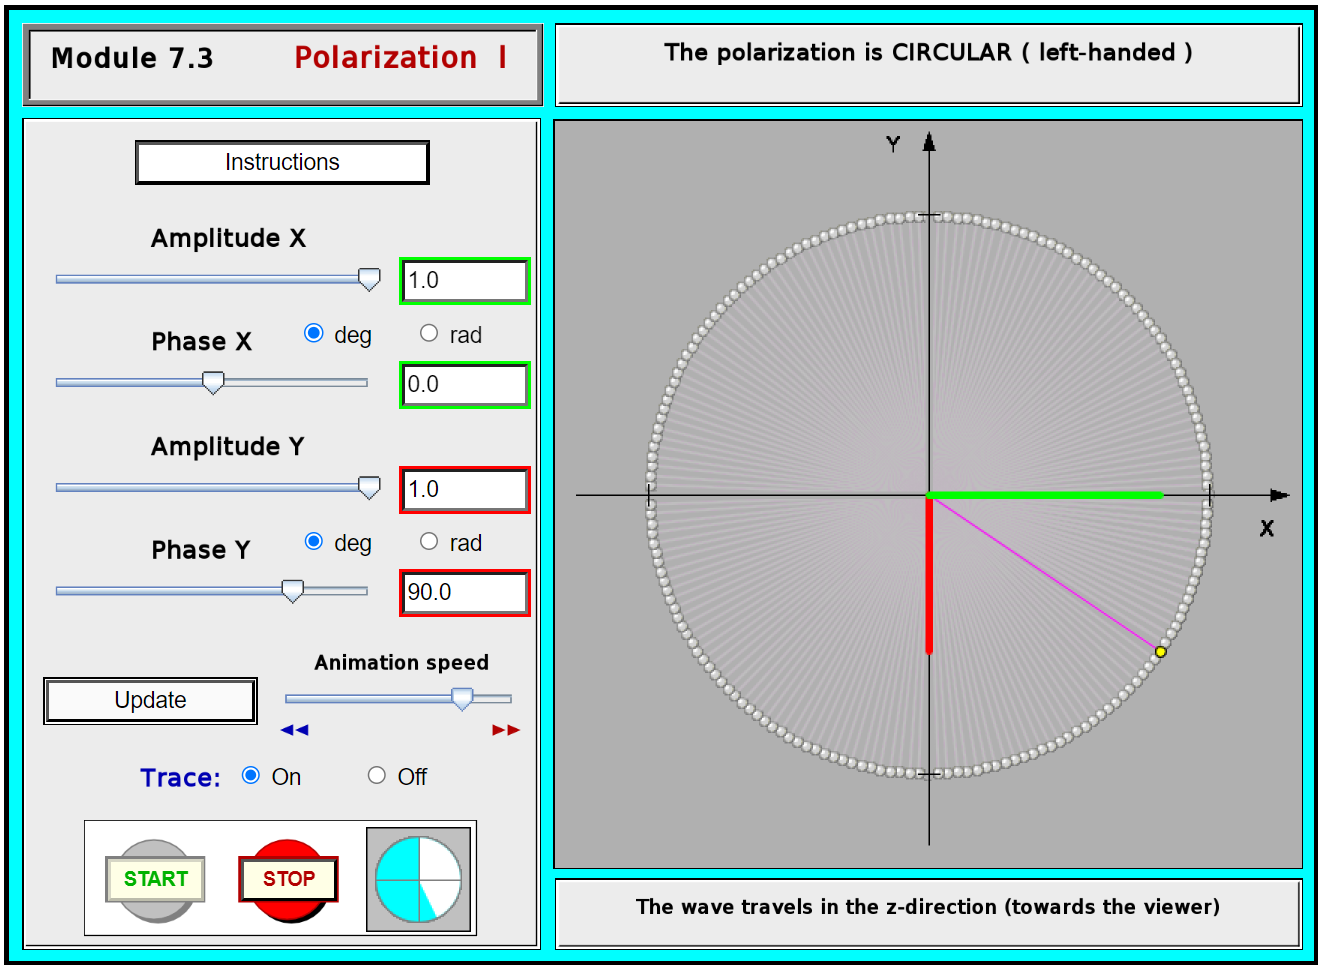 Module 7.3 Polarization I
The polarization is CIRCULAR ( left-handed )
Instructions
Amplitude X
1.0
Phase X deg rad
0.0
Amplitude Y
1.0
Phase Y deg rad
90.0
Animation speed
Update
Trace: On Off
START STOP
Y
X
The wave travels in the z-direction (towards the viewer)